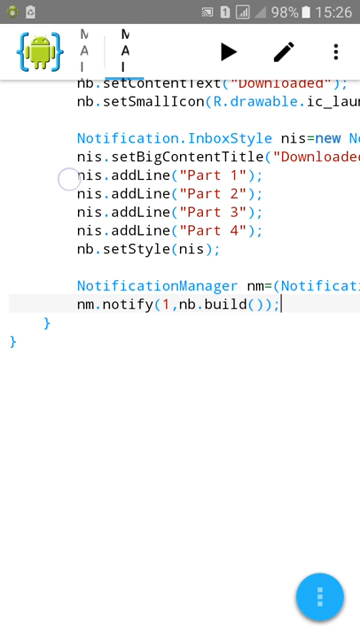 98% 15:26
M M
A A
I I
nb.setContentText("Downloaded");
nb.setSmallIcon(R.drawable.ic_lau
Notification.InboxStyle nis=new No
nis.setBigContentTitle("Downloade
nis.addLine("Part 1");
nis.addLine("Part 2");
nis.addLine("Part 3");
nis.addLine("Part 4");
nb.setStyle(nis);
NotificationManager nm=(Notificati
nm.notify(1,nb.build());
}
}